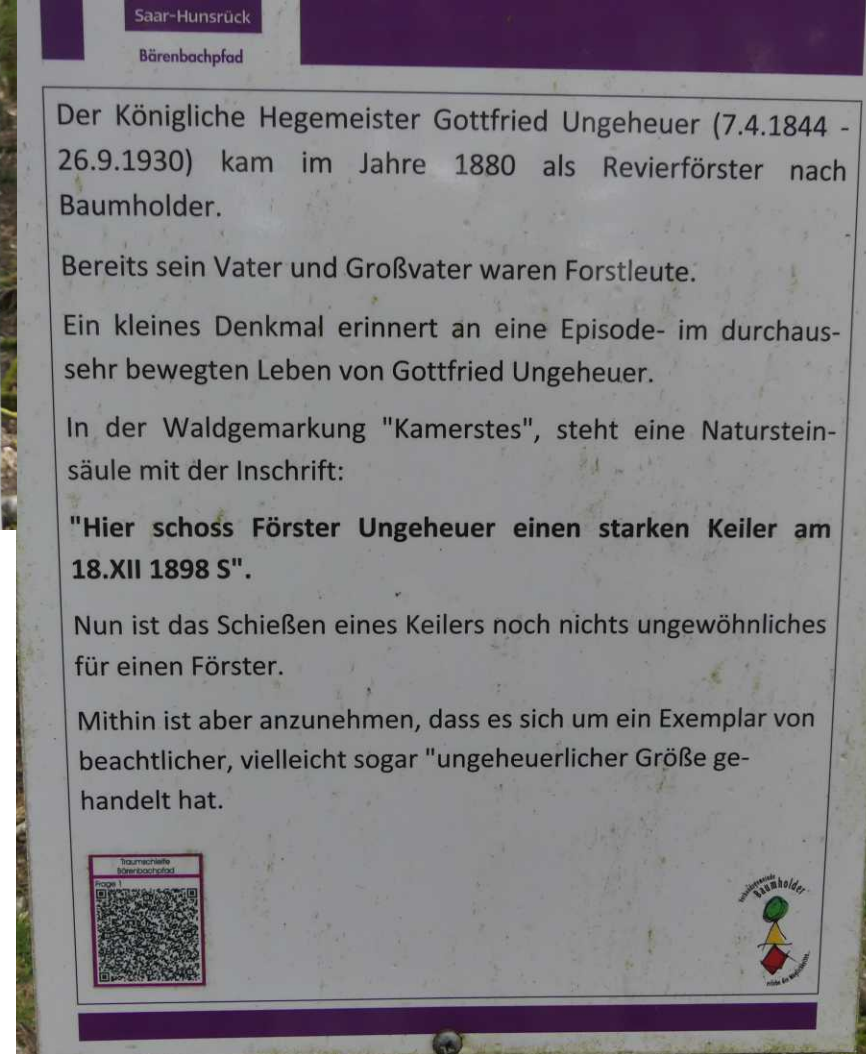 Saar-Hunsrück
Bärenbachpfad
Der Königliche Hegemeister Gottfried Ungeheuer (7.4.1844 -
26.9.1930) kam im Jahre 1880 als Revierförster nach
Baumholder.
Bereits sein Vater und Großvater waren Forstleute.
Ein kleines Denkmal erinnert an eine Episode- im durchaus-
sehr bewegten Leben von Gottfried Ungeheuer.
In der Waldgemarkung "Kamerstes", steht eine Naturstein-
säule mit der Inschrift:
"Hier schoss Förster Ungeheuer einen starken Keiler am
18.XII 1898 S".
Nun ist das Schießen eines Keilers noch nichts ungewöhnliches
für einen Förster.
Mithin ist aber anzunehmen, dass es sich um ein Exemplar von
beachtlicher, vielleicht sogar "ungeheuerlicher Größe ge-
handelt hat.
Traumschleife
Bärenbachpfad
Frage 1
Verbandsgemeinde
Baumholder